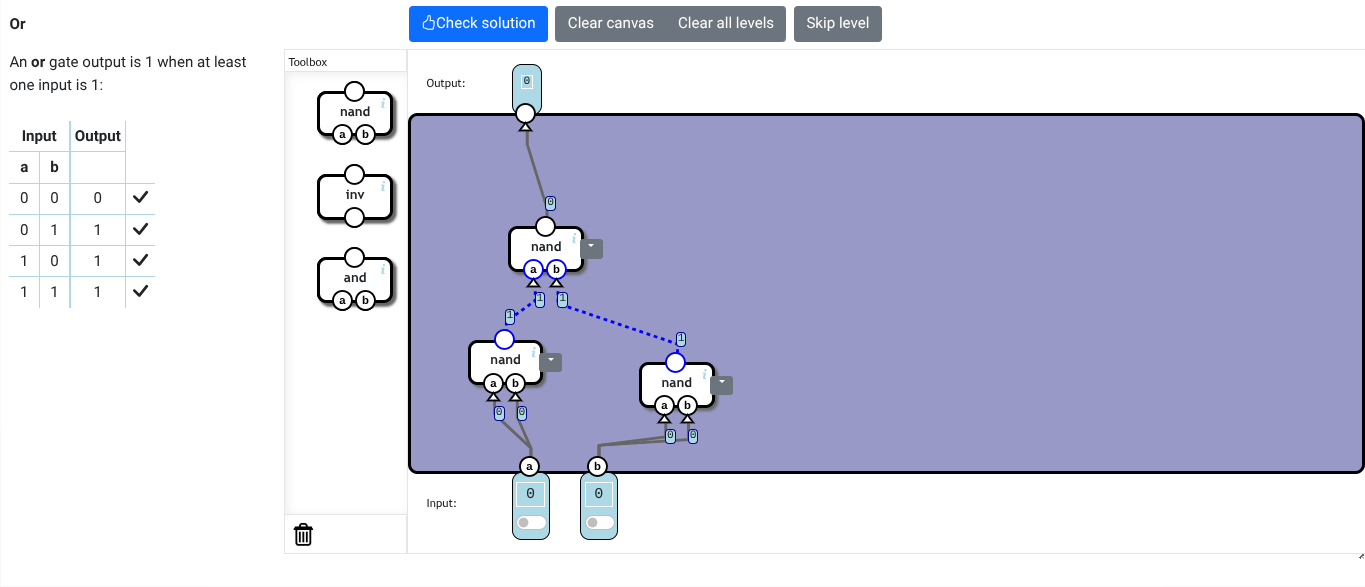 Or
Check solution
Clear canvas
Clear all levels
Skip level
An or gate output is 1 when at least
one input is 1:
Input Output
a b
0 0 0
0 1 1
1 0 1
1 1 1
Toolbox
nand
i
a b
inv
i
and
i
a b
Output:
0
0
nand
i
a b
1 1
1
1
nand
i
a b
0 0
nand
i
a b
0 0
a b
Input:
0 0